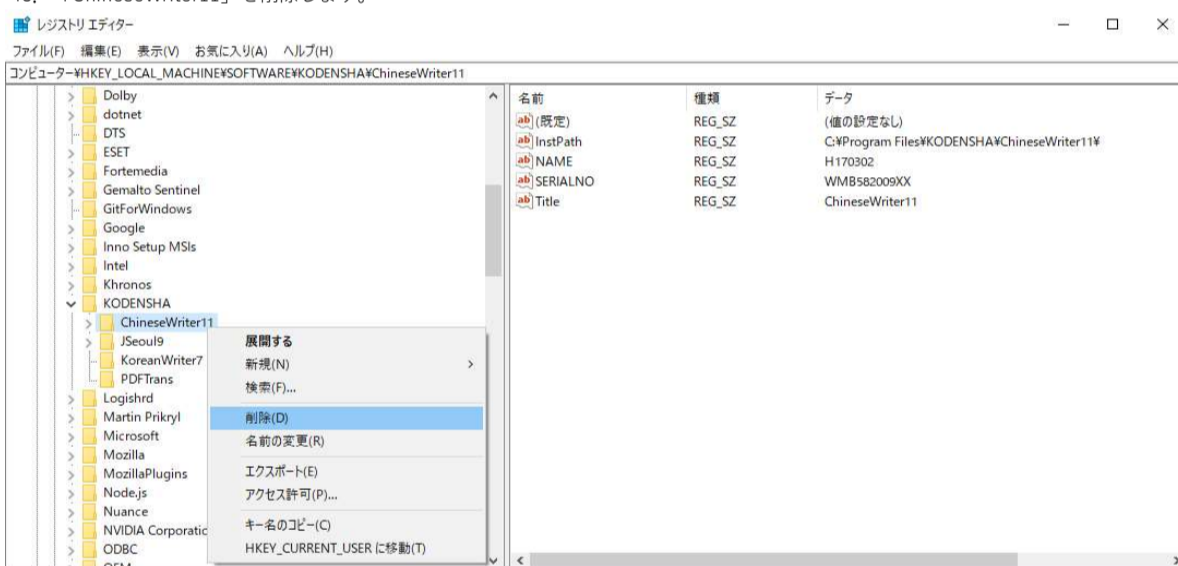 「ChineseWriter11」を削除します。
レジストリ エディター
ファイル(F) 編集(E) 表示(V) お気に入り(A) ヘルプ(H)
コンピューター¥HKEY_LOCAL_MACHINE¥SOFTWARE¥KODENSHA¥ChineseWriter11
Dolby
dotnet
DTS
ESET
Fortemedia
Gemalto Sentinel
GitForWindows
Google
Inno Setup MSIs
Intel
Khronos
KODENSHA
ChineseWriter11
JSeoul9
KoreanWriter7
PDFTrans
Logishrd
Martin Prikryl
Microsoft
Mozilla
MozillaPlugins
Node.js
Nuance
NVIDIA Corporatic
ODBC
展開する
新規(N)
検索(F)...
削除(D)
名前の変更(R)
エクスポート(E)
アクセス許可(P)...
キー名のコピー(C)
HKEY_CURRENT_USER に移動(T)
名前 種類 データ
ab (既定) REG_SZ (値の設定なし)
ab InstPath REG_SZ C:¥Program Files¥KODENSHA¥ChineseWriter11¥
ab NAME REG_SZ H170302
ab SERIALNO REG_SZ WMB582009XX
ab Title REG_SZ ChineseWriter11